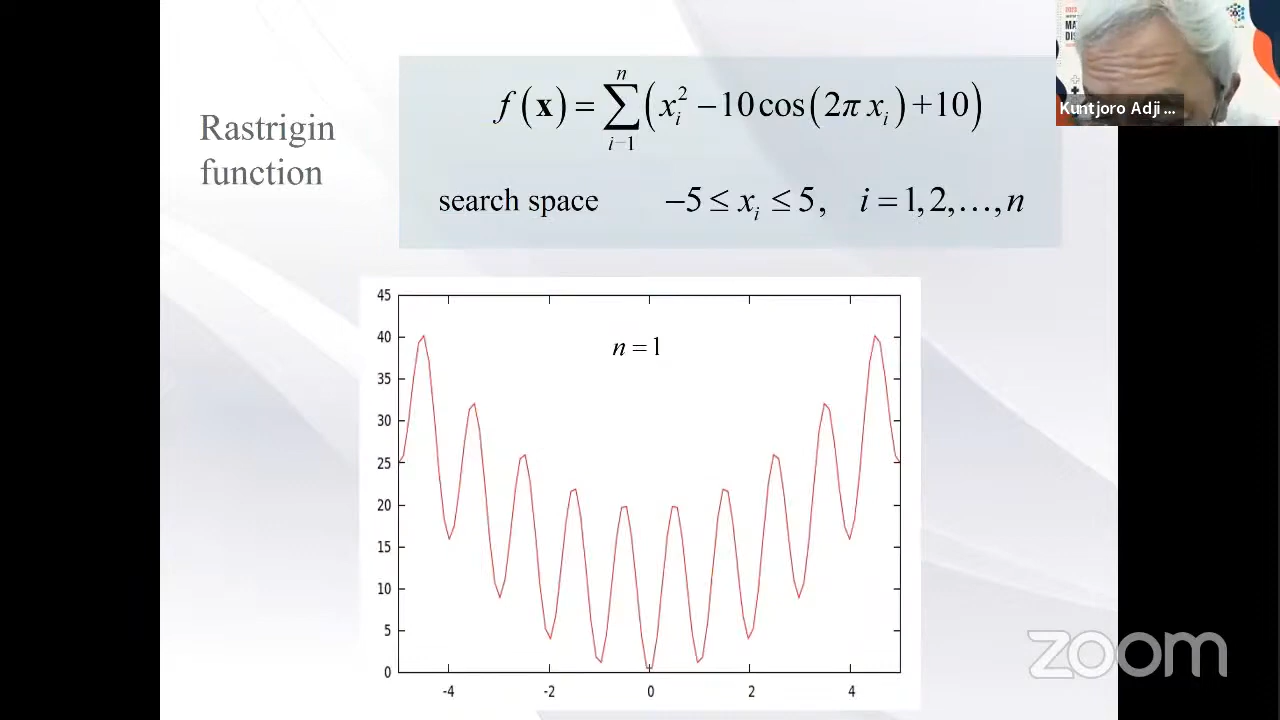 Rastrigin
function
f(x) = \sum_{i-1}^{n} (x_i^2 − 10 cos(2π x_i) + 10)
search space −5 ≤ x_i ≤ 5, i = 1, 2, …, n
Kuntjoro Adji ...
n = 1
45
40
35
30
25
20
15
10
5
0
-4 -2 0 2 4
zoom